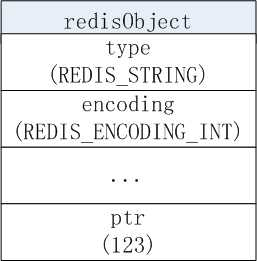 redisObject
type
(REDIS_STRING)
encoding
(REDIS_ENCODING_INT)
...
ptr
(123)